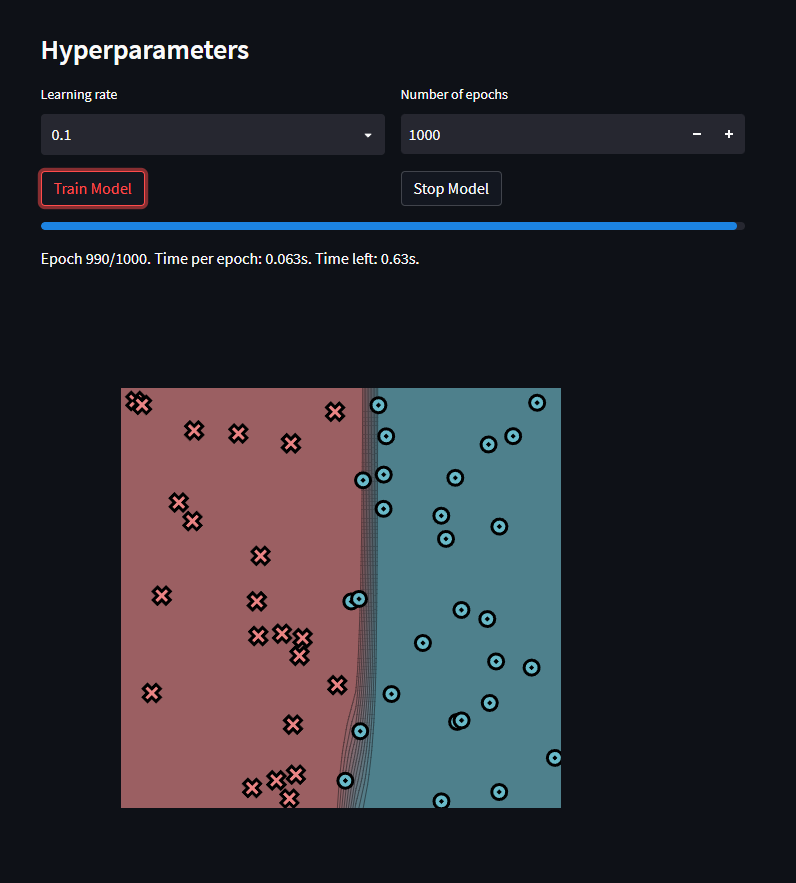 Hyperparameters
Learning rate
Number of epochs
0.1
1000
Train Model
Stop Model
Epoch 990/1000. Time per epoch: 0.063s. Time left: 0.63s.